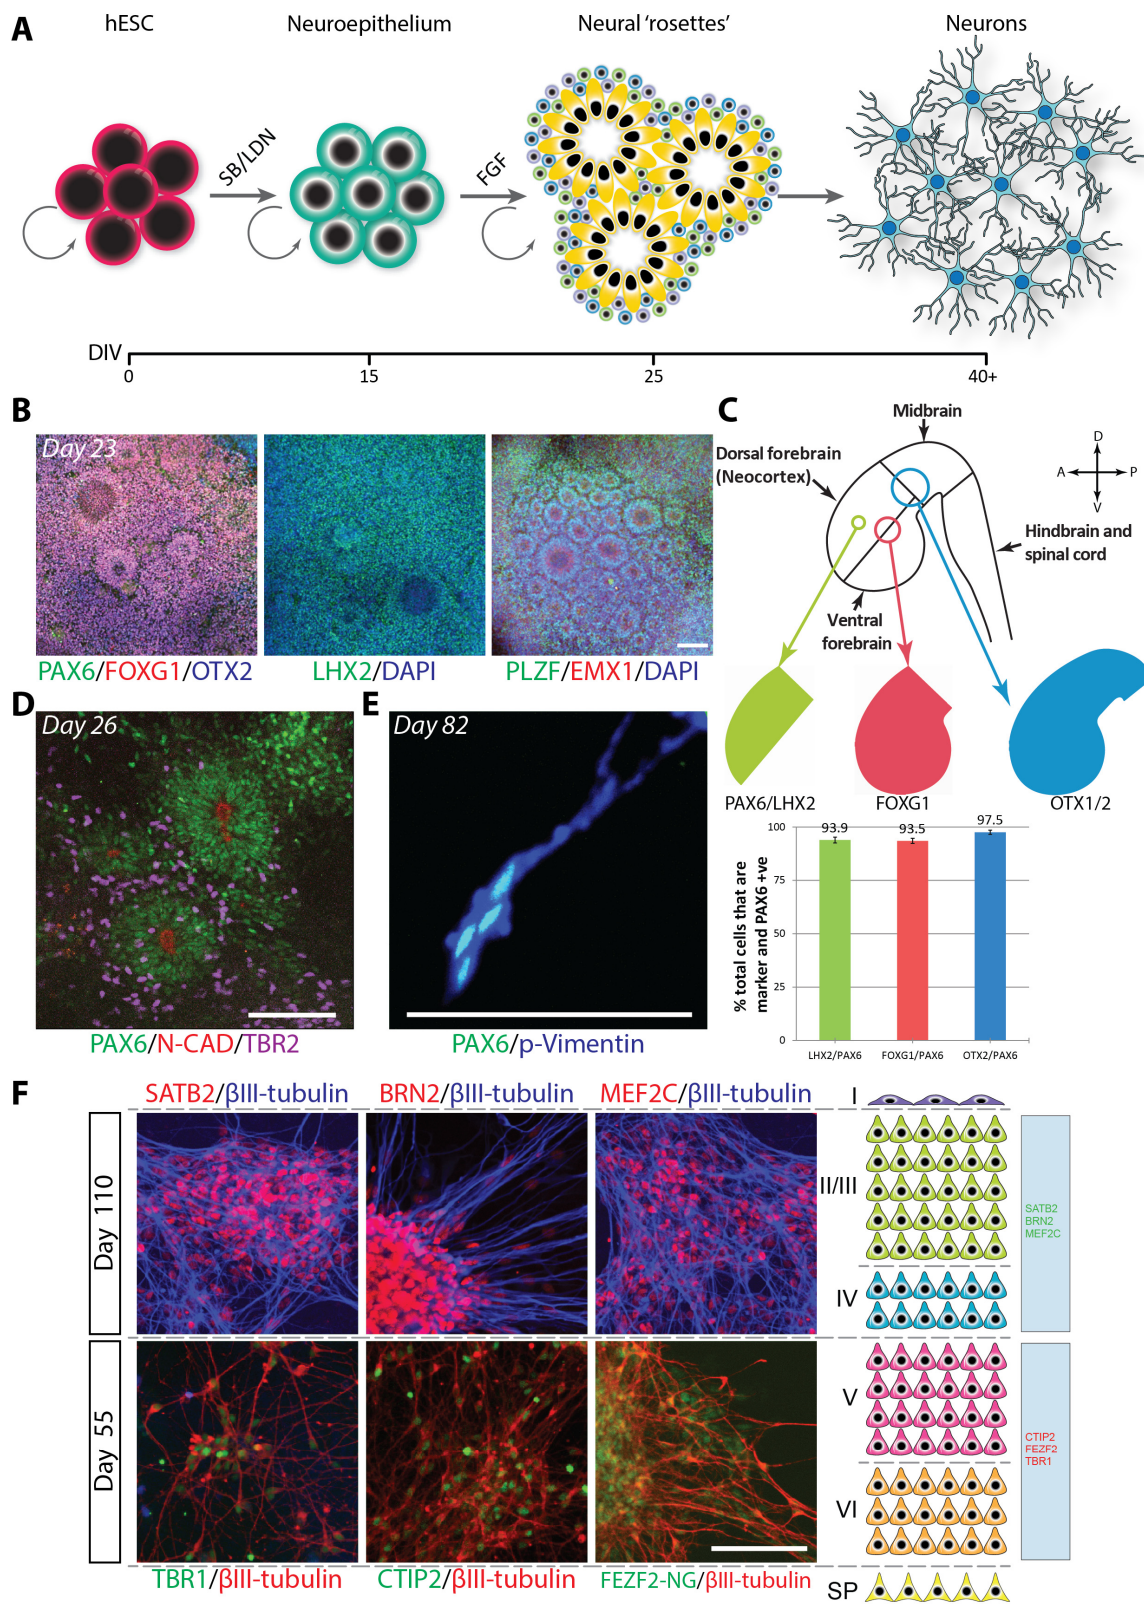 A
hESC
Neuroepithelium
Neural ‘rosettes’
Neurons
SB/LDN
FGF
DIV
0
15
25
40+
B
Day 23
PAX6/FOXG1/OTX2
LHX2/DAPI
PLZF/EMX1/DAPI
C
Midbrain
Dorsal forebrain
(Neocortex)
D
A
P
V
Hindbrain and
spinal cord
Ventral
forebrain
PAX6/LHX2
FOXG1
OTX1/2
% total cells that are
marker and PAX6 +ve
100
75
50
25
0
93.9
93.5
97.5
LHX2/PAX6
FOXG1/PAX6
OTX2/PAX6
D
Day 26
PAX6/N-CAD/TBR2
E
Day 82
PAX6/p-Vimentin
F
SATB2/βIII-tubulin
BRN2/βIII-tubulin
MEF2C/βIII-tubulin
Day 110
Day 55
TBR1/βIII-tubulin
CTIP2/βIII-tubulin
FEZF2-NG/βIII-tubulin
I
II/III
IV
V
VI
SP
SATB2
BRN2
MEF2C
CTIP2
FEZF2
TBR1